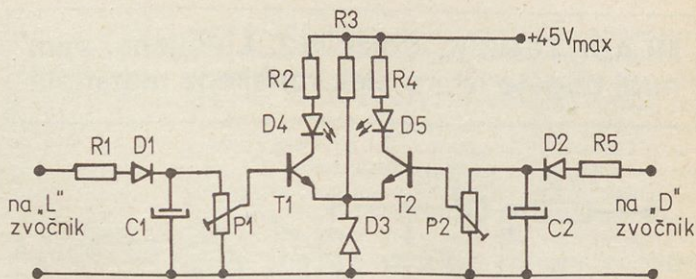 R3
+45Vmax
R2
R4
D4
D5
R1
D1
D2
R5
na „L“
zvočnik
C1
P1
T1
D3
T2
P2
C2
na „D“
zvočnik